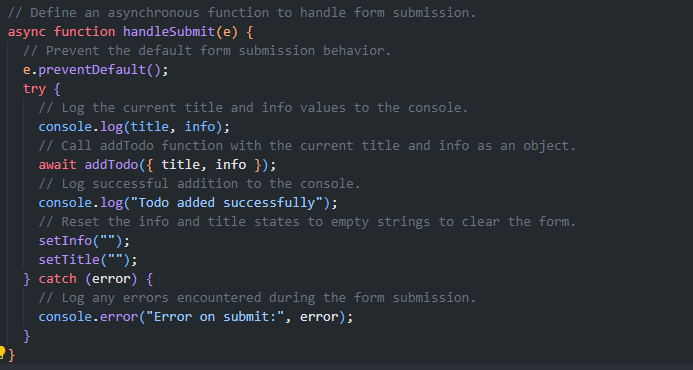 // Define an asynchronous function to handle form submission.
async function handleSubmit(e) {
  // Prevent the default form submission behavior.
  e.preventDefault();
  try {
    // Log the current title and info values to the console.
    console.log(title, info);
    // Call addTodo function with the current title and info as an object.
    await addTodo({ title, info });
    // Log successful addition to the console.
    console.log("Todo added successfully");
    // Reset the info and title states to empty strings to clear the form.
    setInfo("");
    setTitle("");
  } catch (error) {
    // Log any errors encountered during the form submission.
    console.error("Error on submit:", error);
  }
}